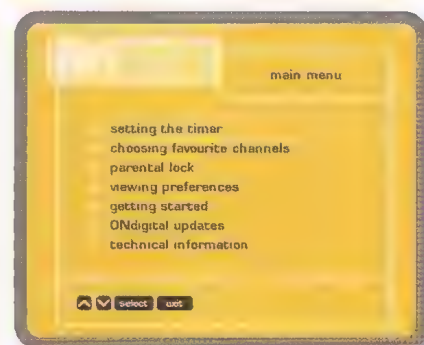 main menu
setting the timer
choosing favourite channels
parental lock
viewing preferences
getting started
ONdigital updates
technical information
select exit